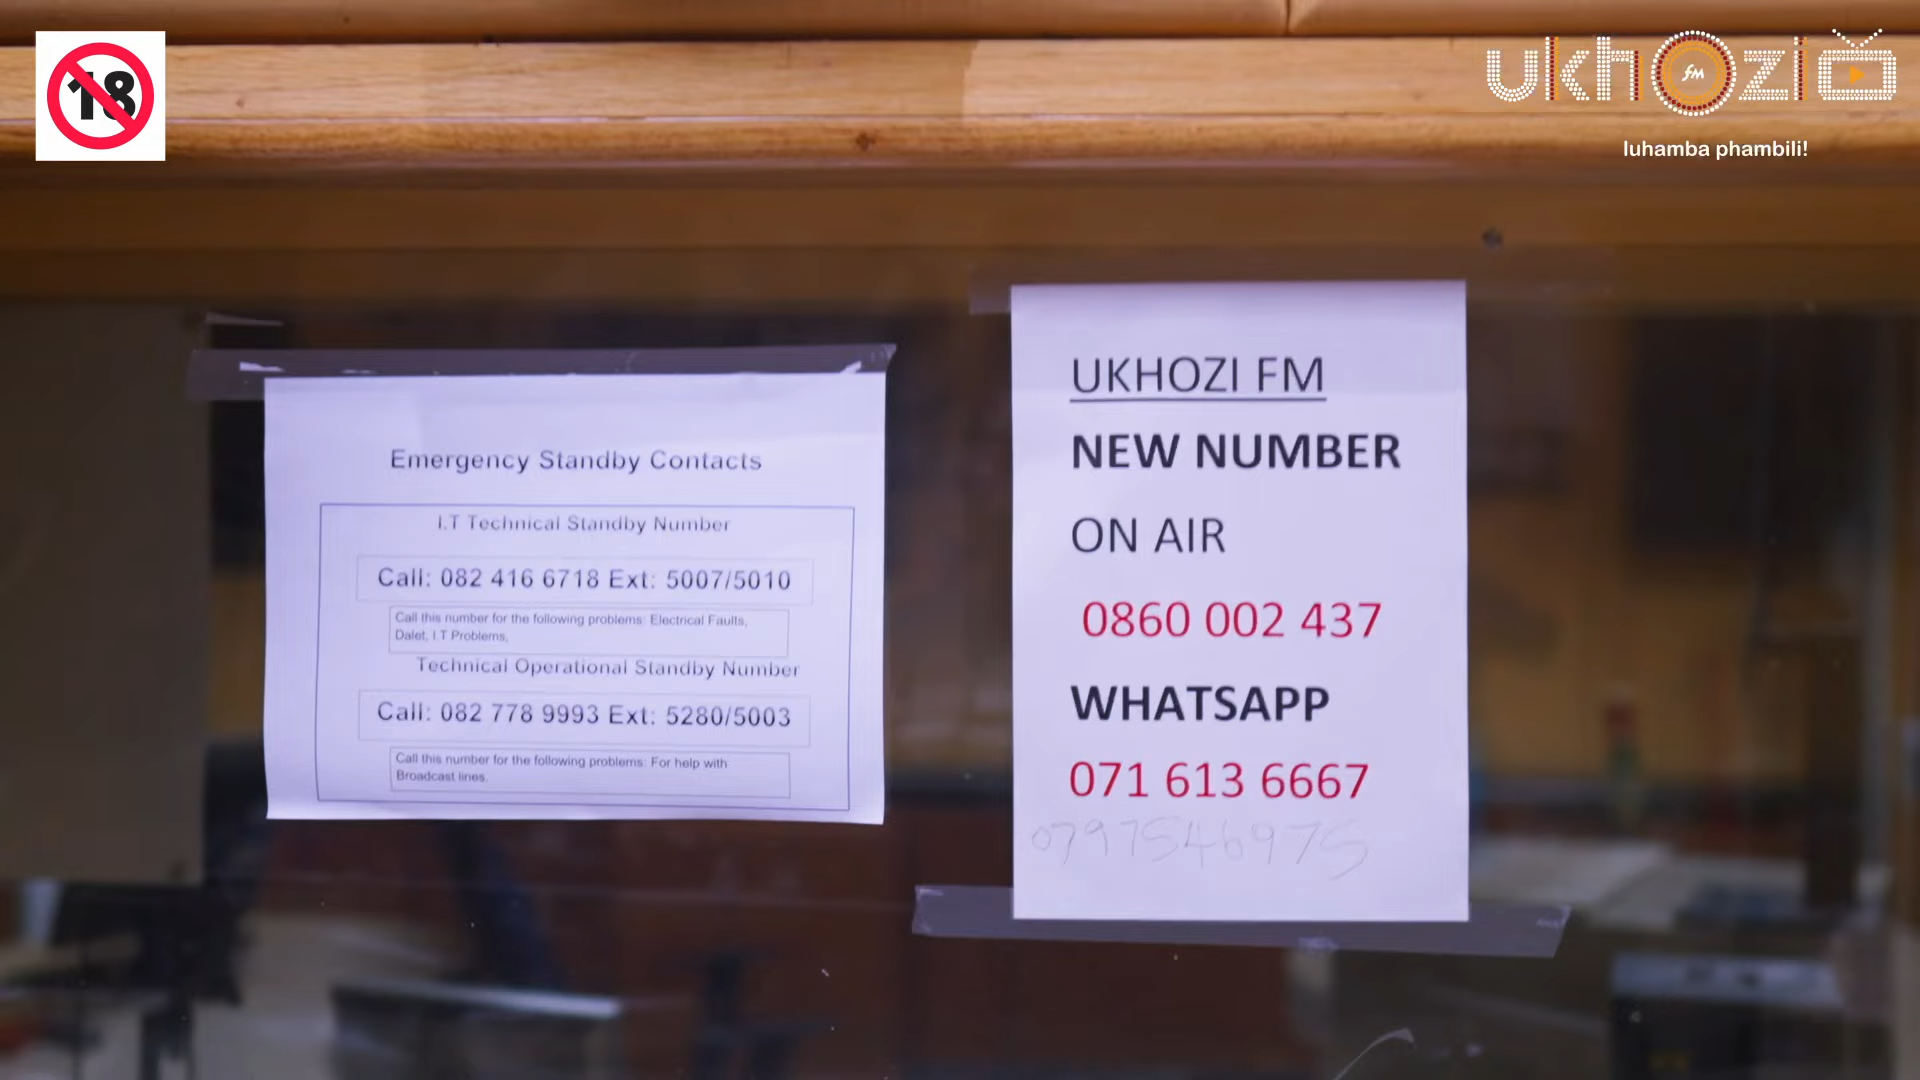 18
ukhozi
fm
luhamba phambili!
Emergency Standby Contacts
I.T Technical Standby Number
Call: 082 416 6718 Ext: 5007/5010
Call this number for the following problems: Electrical Faults,
Dalet, I.T Problems,
Technical Operational Standby Number
Call: 082 778 9993 Ext: 5280/5003
Call this number for the following problems: For help with
Broadcast lines.
UKHOZI FM
NEW NUMBER
ON AIR
0860 002 437
WHATSAPP
071 613 6667
0797546975